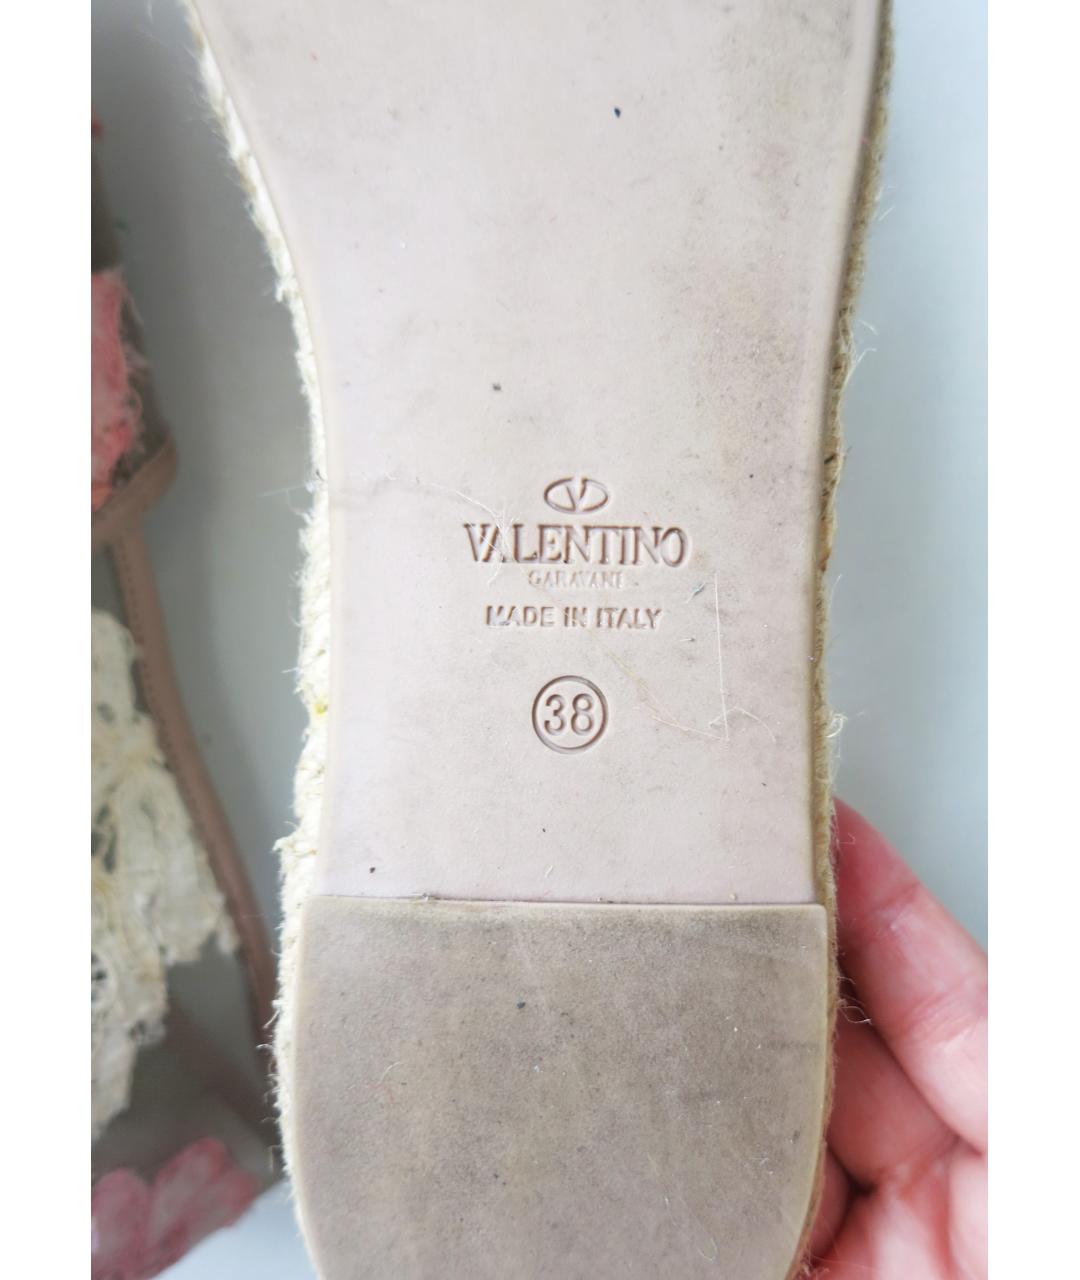 V
VALENTINO
GARAVANI
MADE IN ITALY
38